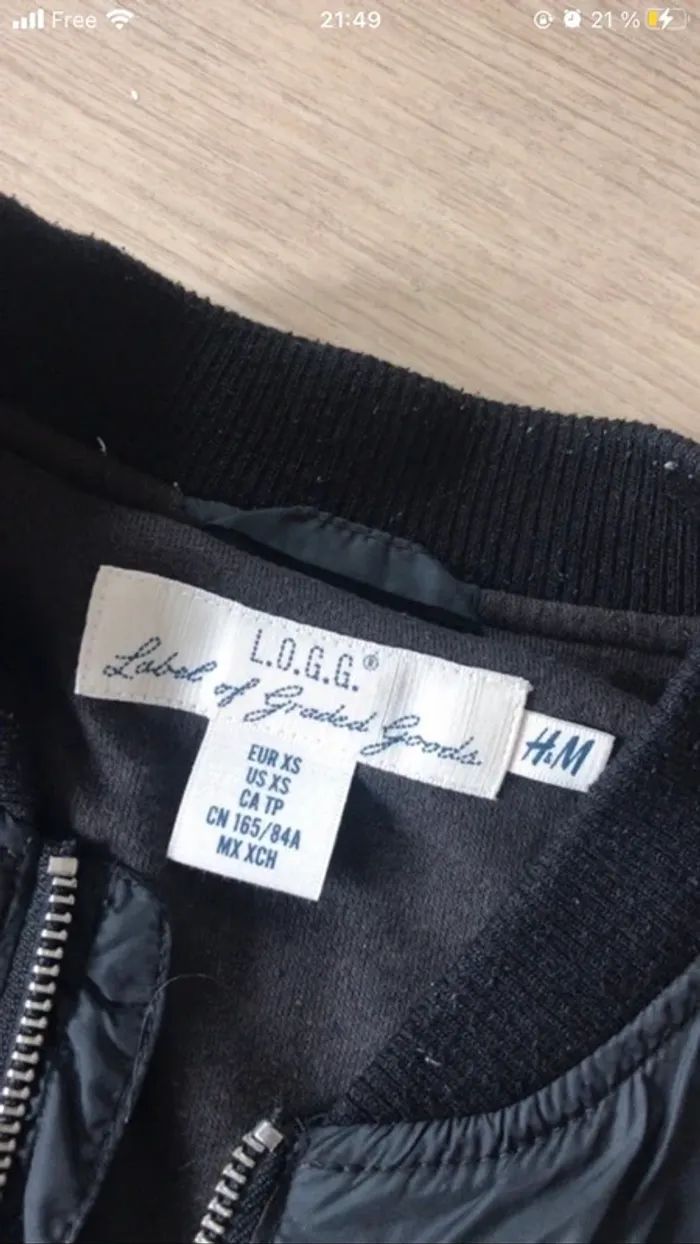 Free 21:49 21 %
L.O.G.G.®
Label of Graded Goods.
H&M
EUR XS
US XS
CA TP
CN 165/84A
MX XCH